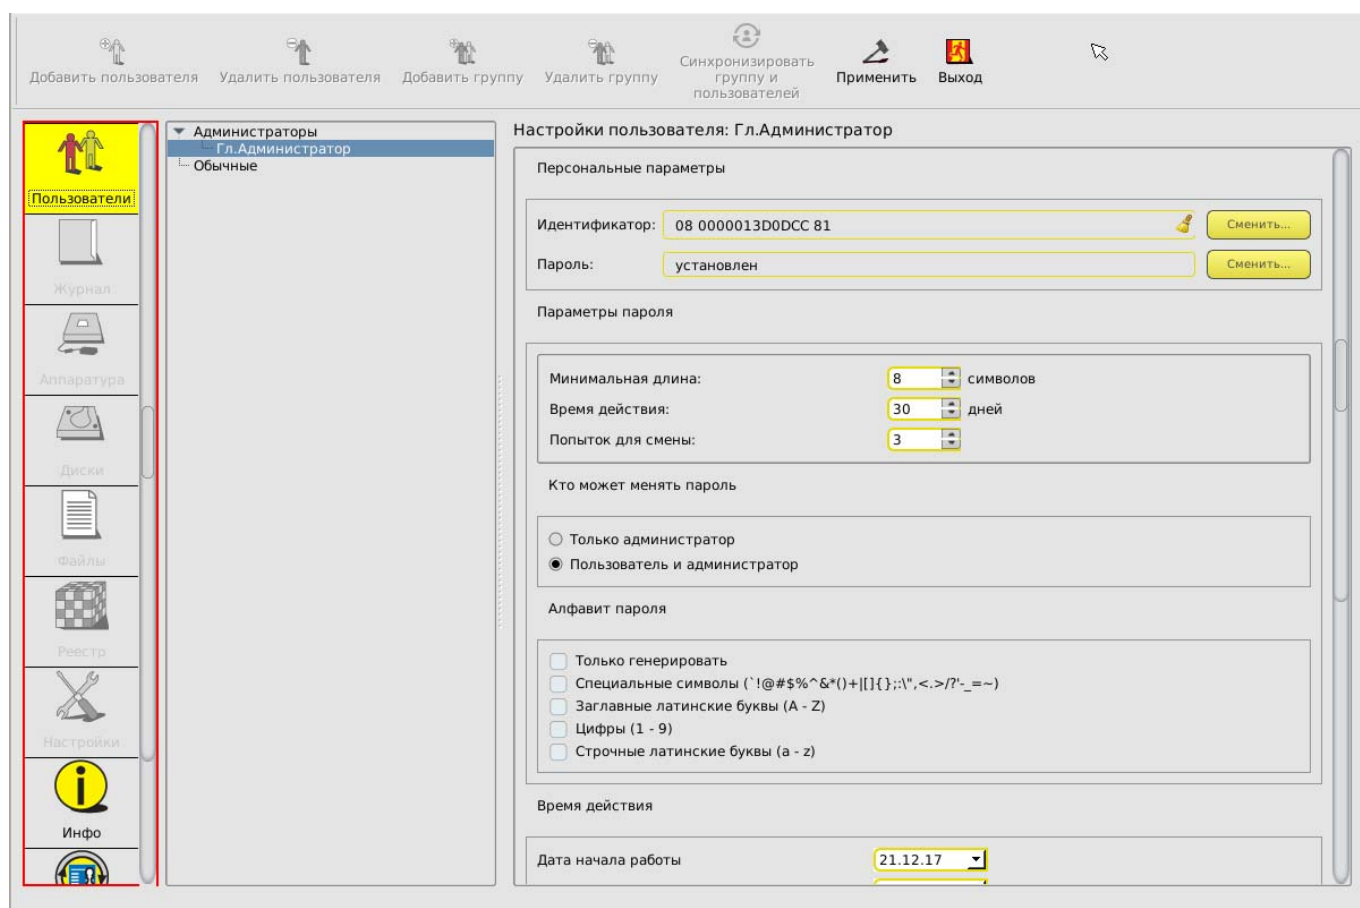 Добавить пользователя
Удалить пользователя
Добавить группу
Удалить группу
Синхронизировать
группу и
пользователей
Применить
Выход
Пользователи
Журнал
Аппаратура
Диски
Файлы
Реестр
Настройки
Инфо
Администраторы
Гл.Администратор
Обычные
Настройки пользователя: Гл.Администратор
Персональные параметры
Идентификатор: 08 0000013D0DCC 81 Сменить...
Пароль: установлен Сменить...
Параметры пароля
Минимальная длина: 8 символов
Время действия: 30 дней
Попыток для смены: 3
Кто может менять пароль
Только администратор
Пользователь и администратор
Алфавит пароля
Только генерировать
Специальные символы (`!@#$%^&*()+|[]{};:\",<.>/?'-_=~)
Заглавные латинские буквы (A - Z)
Цифры (1 - 9)
Строчные латинские буквы (a - z)
Время действия
Дата начала работы 21.12.17